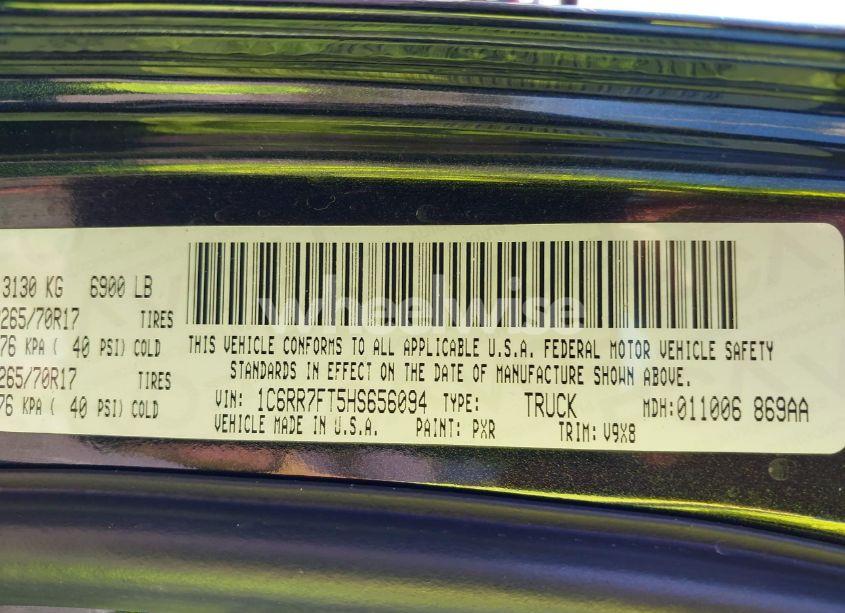 3130 KG 6900 LB
265/70R17 TIRES
76 KPA ( 40 PSI) COLD
265/70R17 TIRES
76 KPA ( 40 PSI) COLD
wheelwise
THIS VEHICLE CONFORMS TO ALL APPLICABLE U.S.A. FEDERAL MOTOR VEHICLE SAFETY
STANDARDS IN EFFECT ON THE DATE OF MANUFACTURE SHOWN ABOVE.
VIN: 1C6RR7FT5HS656094 TYPE: TRUCK MDH:011006 869AA
VEHICLE MADE IN U.S.A. PAINT: PXR TRIM: V9X8